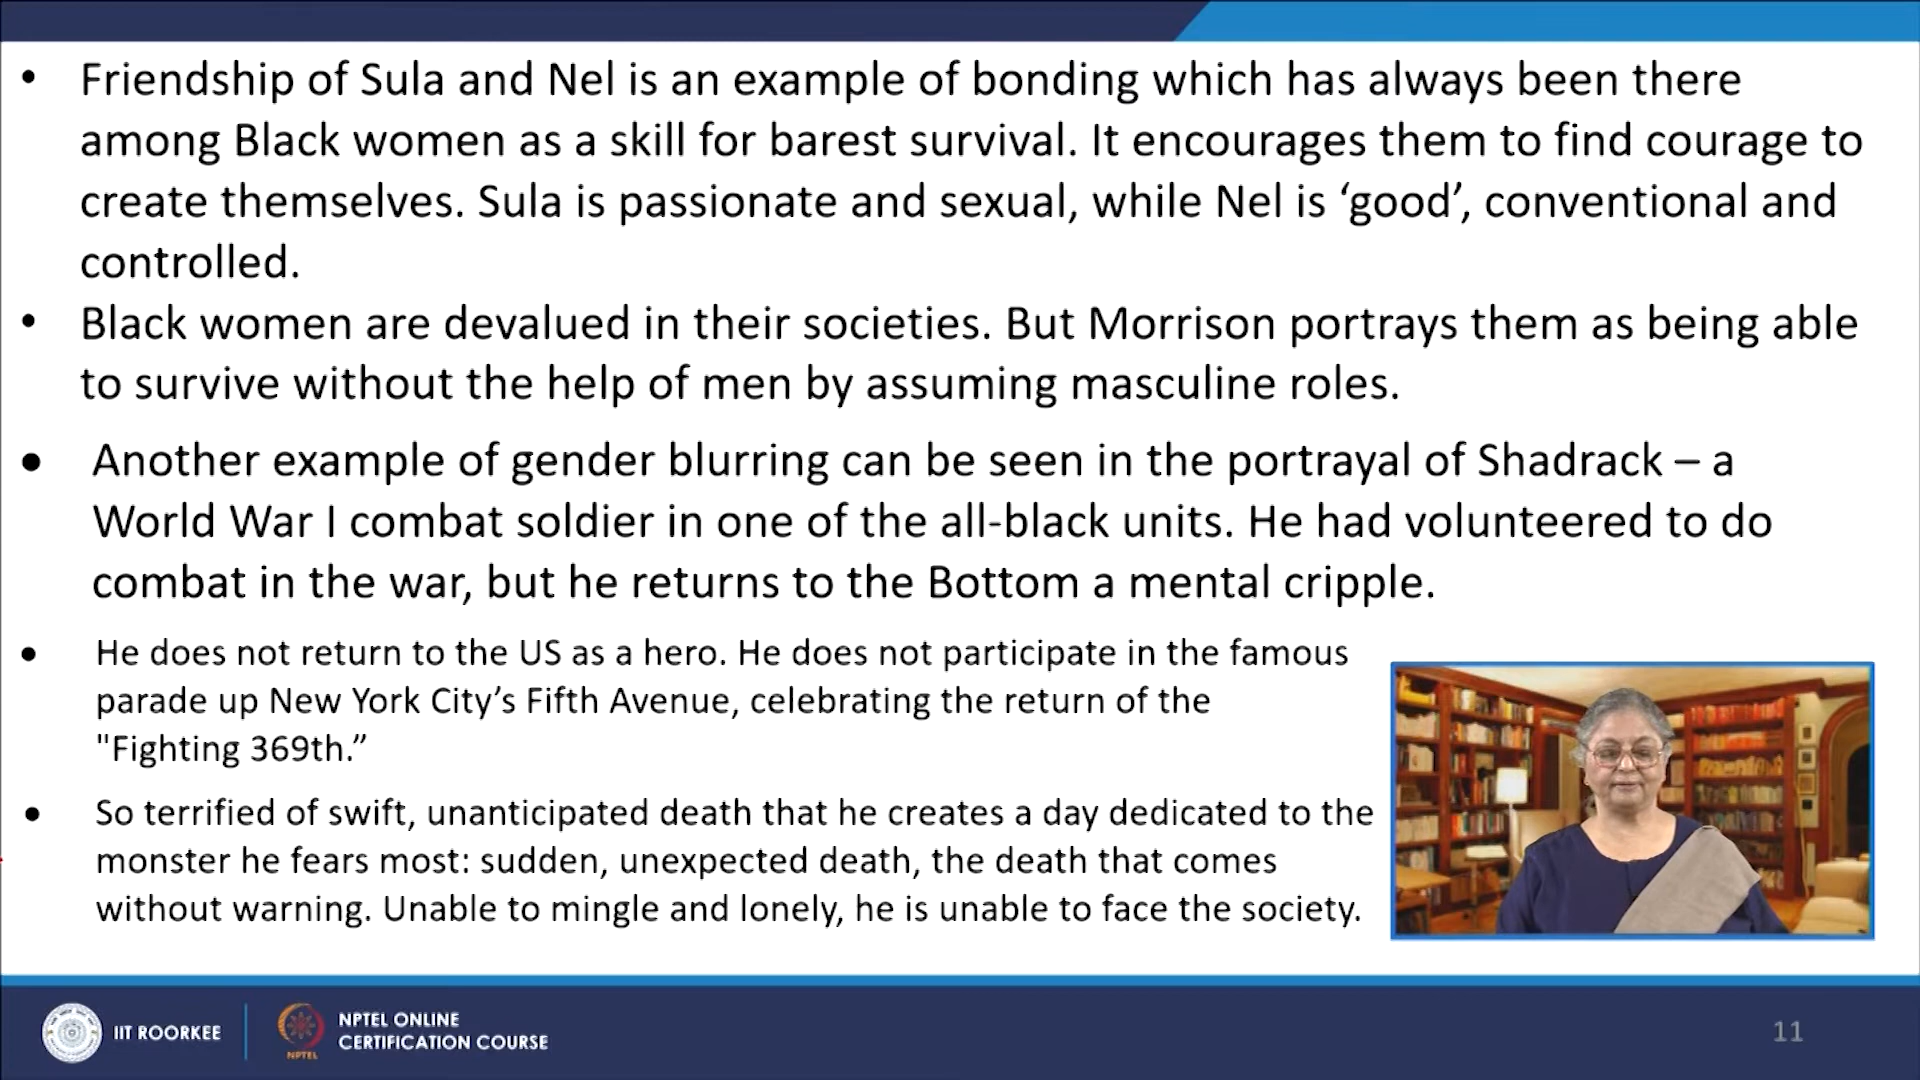 • Friendship of Sula and Nel is an example of bonding which has always been there
among Black women as a skill for barest survival. It encourages them to find courage to
create themselves. Sula is passionate and sexual, while Nel is ‘good’, conventional and
controlled.
• Black women are devalued in their societies. But Morrison portrays them as being able
to survive without the help of men by assuming masculine roles.
• Another example of gender blurring can be seen in the portrayal of Shadrack – a
World War I combat soldier in one of the all-black units. He had volunteered to do
combat in the war, but he returns to the Bottom a mental cripple.
• He does not return to the US as a hero. He does not participate in the famous
parade up New York City’s Fifth Avenue, celebrating the return of the
"Fighting 369th.”
• So terrified of swift, unanticipated death that he creates a day dedicated to the
monster he fears most: sudden, unexpected death, the death that comes
without warning. Unable to mingle and lonely, he is unable to face the society.
IIT ROORKEE
NPTEL
NPTEL ONLINE
CERTIFICATION COURSE
11